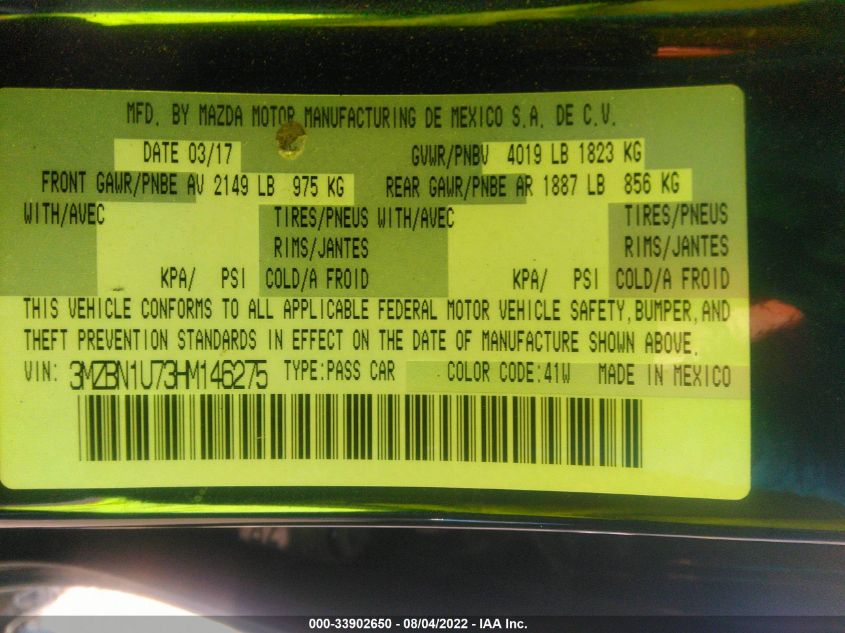 MFD. BY MAZDA MOTOR MANUFACTURING DE MEXICO S.A. DE C.V.
DATE 03/17 GVWR/PNBV 4019 LB 1823 KG
FRONT GAWR/PNBE AV 2149 LB 975 KG REAR GAWR/PNBE AR 1887 LB 856 KG
WITH/AVEC TIRES/PNEUS WITH/AVEC TIRES/PNEUS
RIMS/JANTES RIMS/JANTES
KPA/ PSI COLD/A FROID KPA/ PSI COLD/A FROID
THIS VEHICLE CONFORMS TO ALL APPLICABLE FEDERAL MOTOR VEHICLE SAFETY,BUMPER,AND
THEFT PREVENTION STANDARDS IN EFFECT ON THE DATE OF MANUFACTURE SHOWN ABOVE.
VIN: 3MZBN1U73HM146275 TYPE:PASS CAR COLOR CODE:41W MADE IN MEXICO
000-33902650 - 08/04/2022 - IAA Inc.